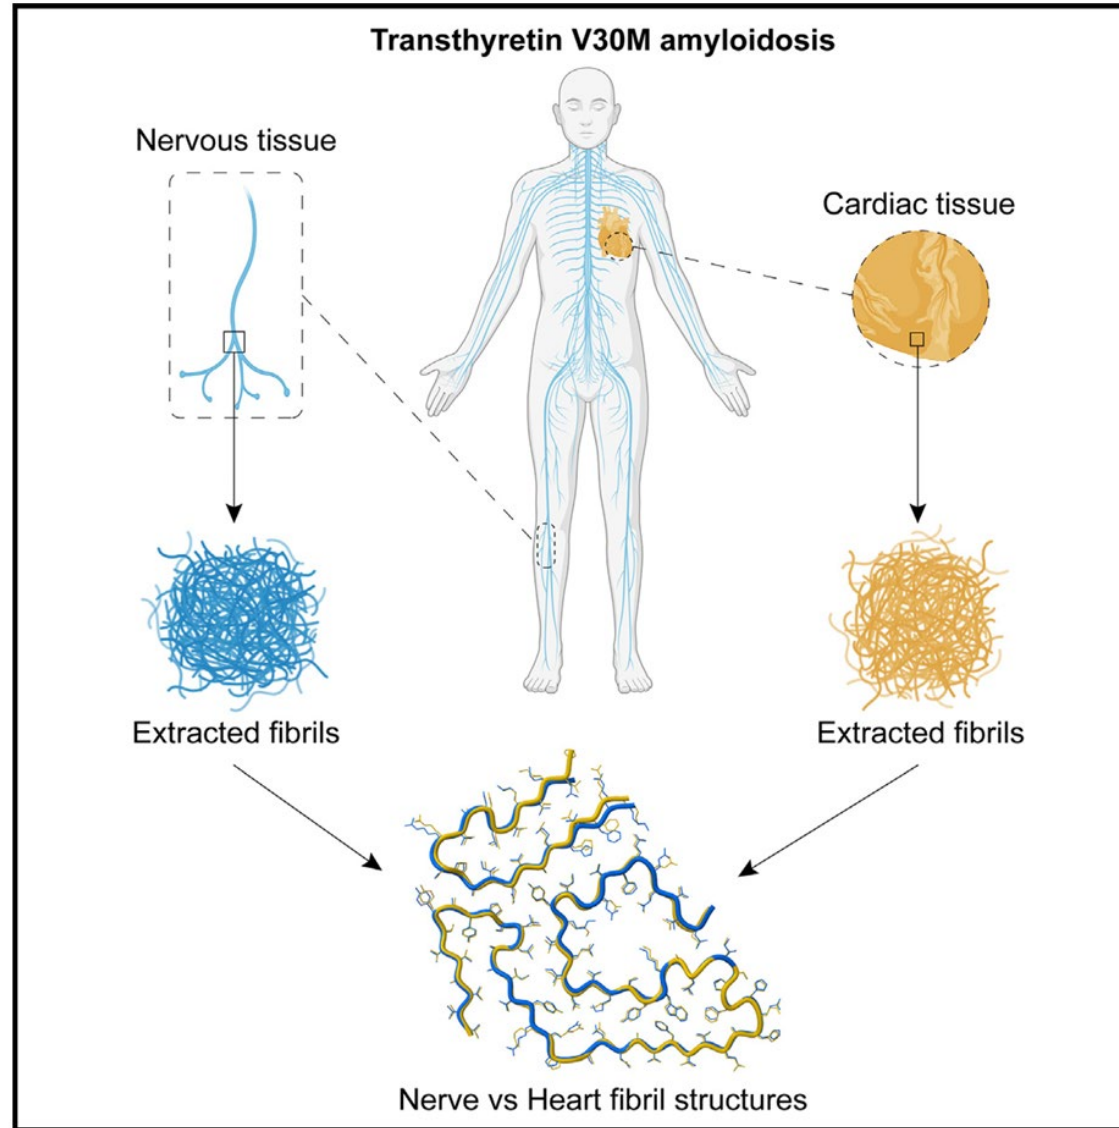 Transthyretin V30M amyloidosis
Nervous tissue
Cardiac tissue
Extracted fibrils
Extracted fibrils
Nerve vs Heart fibril structures